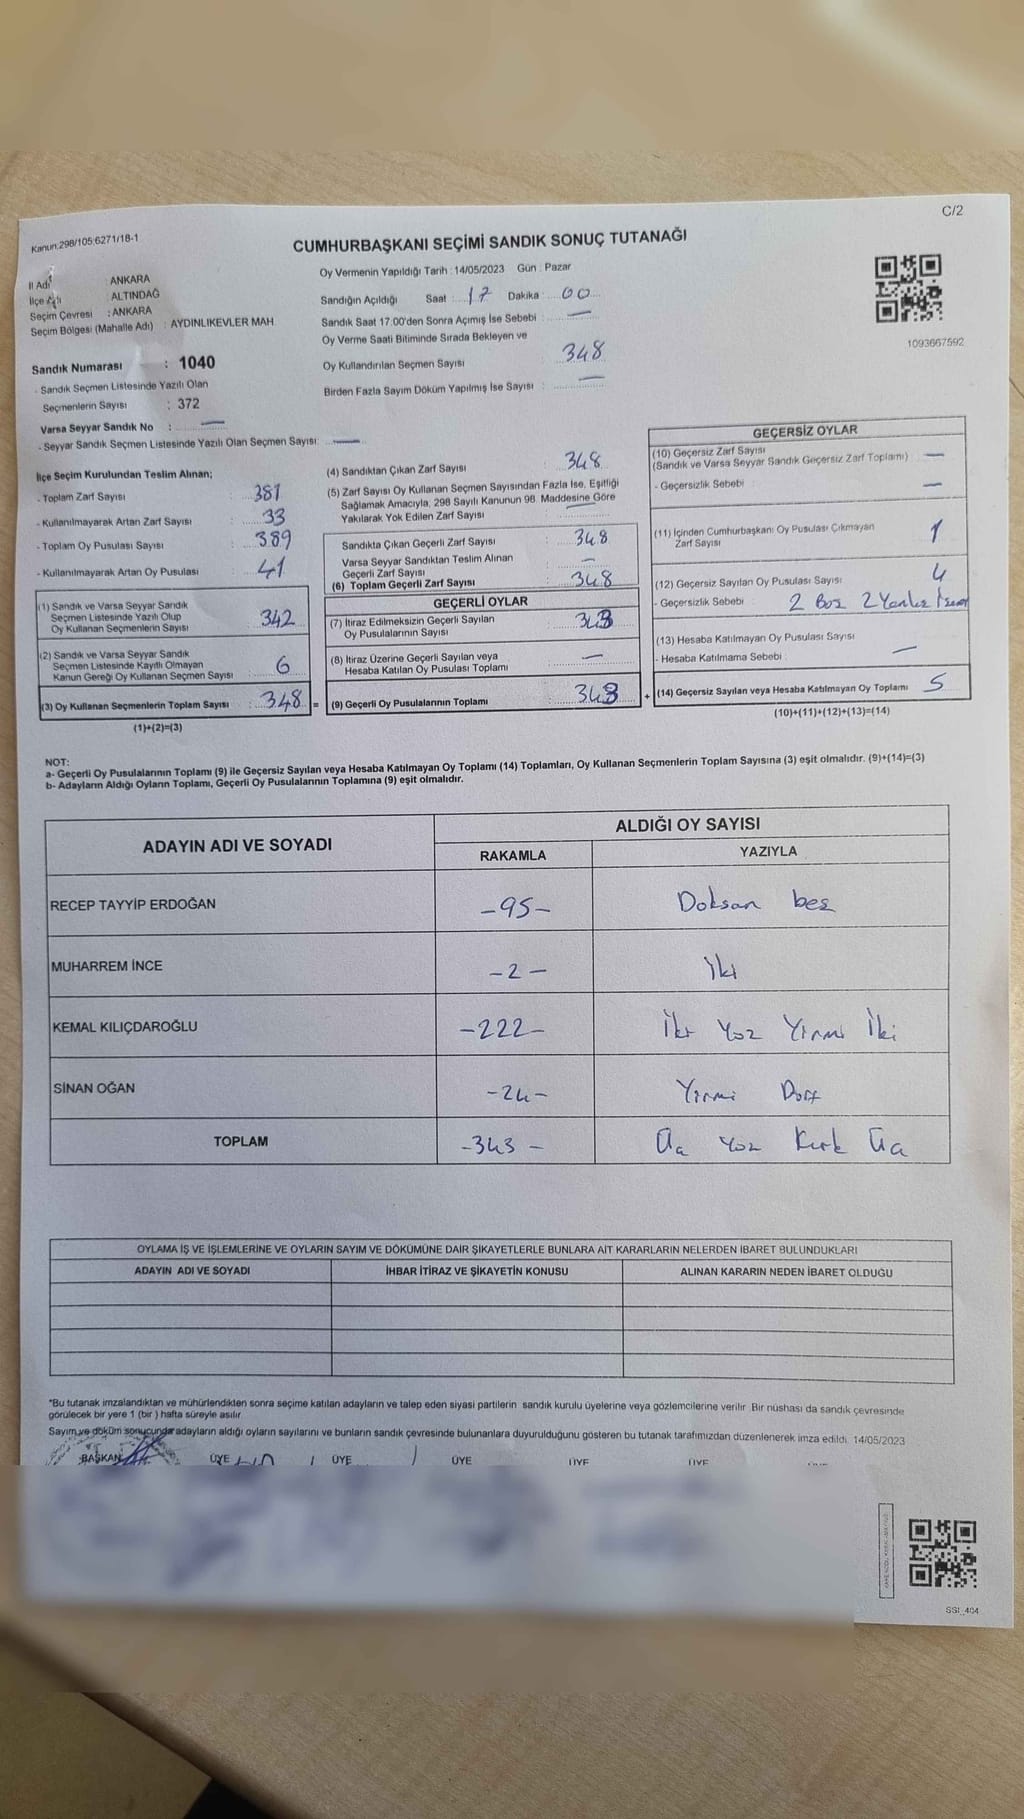 C/2
Kanun:298/105;6271/18-1
CUMHURBAŞKANI SEÇİMİ SANDIK SONUÇ TUTANAĞI
İl Adı : ANKARA
İlçe Adı : ALTINDAĞ
Seçim Çevresi : ANKARA
Seçim Bölgesi (Mahalle Adı) : AYDINLIKEVLER MAH
Sandık Numarası : 1040
- Sandık Seçmen Listesinde Yazılı Olan
Seçmenlerin Sayısı : 372
Varsa Seyyar Sandık No : —
- Seyyar Sandık Seçmen Listesinde Yazılı Olan Seçmen Sayısı: —
Oy Vermenin Yapıldığı Tarih : 14/05/2023 Gün : Pazar
Sandığın Açıldığı Saat : 17 Dakika : 00
Sandık Saat 17.00'den Sonra Açımış İse Sebebi : —
Oy Verme Saati Bitiminde Sırada Bekleyen ve
Oy Kullandırılan Seçmen Sayısı : 348
Birden Fazla Sayım Döküm Yapılmış İse Sayısı : —
1093667592
İlçe Seçim Kurulundan Teslim Alınan;
- Toplam Zarf Sayısı : 381
- Kullanılmayarak Artan Zarf Sayısı : 33
- Toplam Oy Pusulası Sayısı : 389
- Kullanılmayarak Artan Oy Pusulası : 41
(1) Sandık ve Varsa Seyyar Sandık
Seçmen Listesinde Yazılı Olup
Oy Kullanan Seçmenlerin Sayısı : 342
(2) Sandık ve Varsa Seyyar Sandık
Seçmen Listesinde Kayıtlı Olmayan
Kanun Gereği Oy Kullanan Seçmen Sayısı : 6
(3) Oy Kullanan Seçmenlerin Toplam Sayısı : 348 =
(1)+(2)=(3)
(4) Sandıktan Çıkan Zarf Sayısı : 348
(5) Zarf Sayısı Oy Kullanan Seçmen Sayısından Fazla İse, Eşitliği
Sağlamak Amacıyla, 298 Sayılı Kanunun 98. Maddesine Göre
Yakılarak Yok Edilen Zarf Sayısı : —
Sandıkta Çıkan Geçerli Zarf Sayısı : 348
Varsa Seyyar Sandıktan Teslim Alınan
Geçerli Zarf Sayısı : —
(6) Toplam Geçerli Zarf Sayısı : 348
GEÇERLİ OYLAR
(7) İtiraz Edilmeksizin Geçerli Sayılan
Oy Pusulalarının Sayısı : 343
(8) İtiraz Üzerine Geçerli Sayılan veya
Hesaba Katılan Oy Pusulası Toplamı : —
(9) Geçerli Oy Pusulalarının Toplamı : 343 +
GEÇERSİZ OYLAR
(10) Geçersiz Zarf Sayısı
(Sandık ve Varsa Seyyar Sandık Geçersiz Zarf Toplamı) : —
- Geçersizlik Sebebi : —
(11) İçinden Cumhurbaşkanı Oy Pusulası Çıkmayan
Zarf Sayısı : 1
(12) Geçersiz Sayılan Oy Pusulası Sayısı : 4
- Geçersizlik Sebebi : 2 Boş 2 Yanlış
(13) Hesaba Katılmayan Oy Pusulası Sayısı : —
- Hesaba Katılmama Sebebi :
(14) Geçersiz Sayılan veya Hesaba Katılmayan Oy Toplamı : 5
(10)+(11)+(12)+(13)=(14)
NOT:
a- Geçerli Oy Pusulalarının Toplamı (9) ile Geçersiz Sayılan veya Hesaba Katılmayan Oy Toplamı (14) Toplamları, Oy Kullanan Seçmenlerin Toplam Sayısına (3) eşit olmalıdır. (9)+(14)=(3)
b- Adayların Aldığı Oyların Toplamı, Geçerli Oy Pusulalarının Toplamına (9) eşit olmalıdır.
ADAYIN ADI VE SOYADI
ALDIĞI OY SAYISI
RAKAMLA YAZIYLA
RECEP TAYYİP ERDOĞAN -95- Doksan beş
MUHARREM İNCE -2- İki
KEMAL KILIÇDAROĞLU -222- İki Yüz Yirmi İki
SİNAN OĞAN -24- Yirmi Dört
TOPLAM -343- Üç Yüz Kırk Üç
OYLAMA İŞ VE İŞLEMLERİNE VE OYLARIN SAYIM VE DÖKÜMÜNE DAİR ŞİKAYETLERLE BUNLARA AİT KARARLARIN NELERDEN İBARET BULUNDUKLARI
ADAYIN ADI VE SOYADI İHBAR İTİRAZ VE ŞİKAYETİN KONUSU ALINAN KARARIN NEDEN İBARET OLDUĞU
*Bu tutanak imzalandıktan ve mühürlendikten sonra seçime katılan adayların ve talep eden siyasi partilerin sandık kurulu üyelerine veya gözlemcilerine verilir. Bir nüshası da sandık çevresinde
görülecek bir yere 1 (bir) hafta süreyle asılır.
Sayım ve döküm sonucunda adayların aldığı oyların sayılarını ve bunların sandık çevresinde bulunanlara duyurulduğunu gösteren bu tutanak tarafımızdan düzenlenerek imza edildi. 14/05/2023
BAŞKAN ÜYE ÜYE ÜYE ÜYE ÜYE
SSI_404